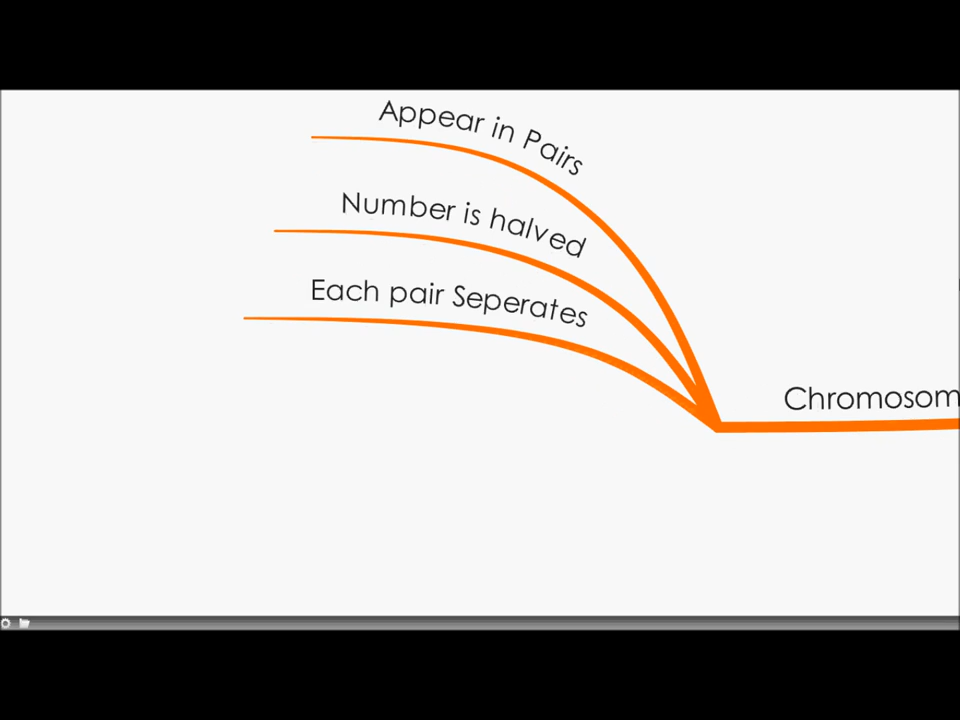 Appear in Pairs
Number is halved
Each pair Seperates
Chromosom